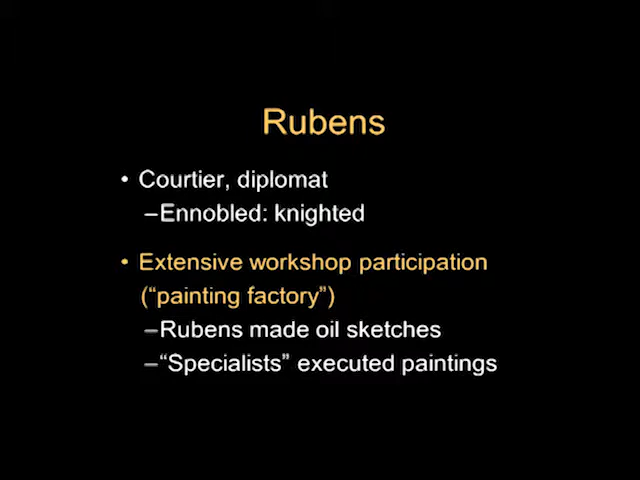 Rubens
• Courtier, diplomat
–Ennobled: knighted
• Extensive workshop participation
(“painting factory”)
–Rubens made oil sketches
–“Specialists” executed paintings